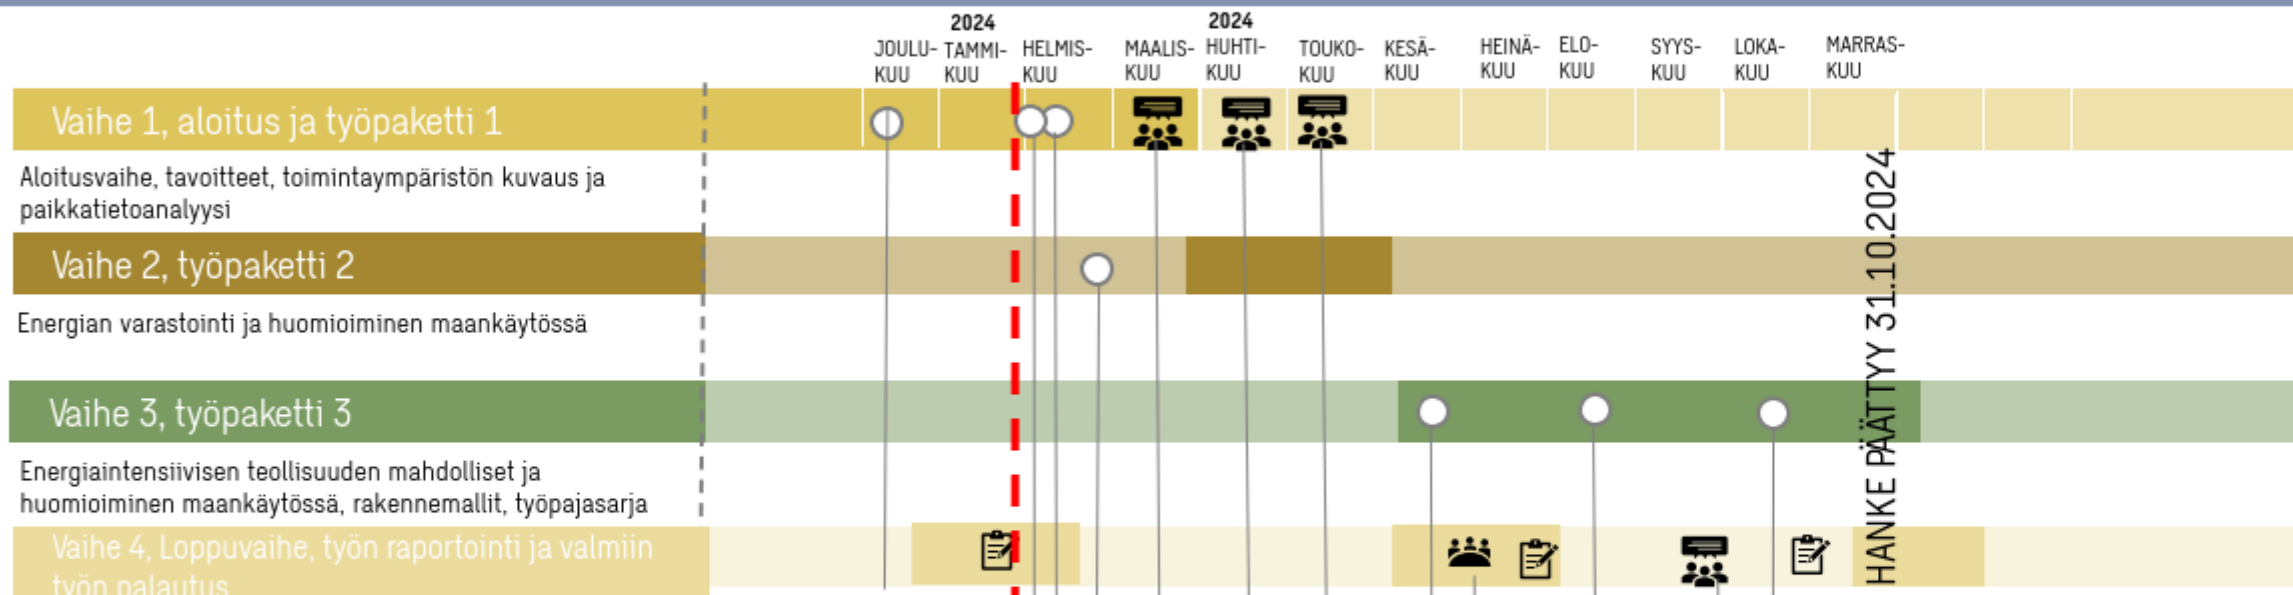 2024
2024
JOULU- TAMMI- HELMIS- MAALIS- HUHTI- TOUKO- KESÄ- HEINÄ- ELO- SYYS- LOKA- MARRAS-
KUU KUU KUU KUU KUU KUU KUU KUU KUU KUU KUU KUU
Vaihe 1, aloitus ja työpaketti 1
Aloitusvaihe, tavoitteet, toimintaympäristön kuvaus ja
paikkatietoanalyysi
Vaihe 2, työpaketti 2
Energian varastointi ja huomioiminen maankäytössä
Vaihe 3, työpaketti 3
Energiaintensiivisen teollisuuden mahdolliset ja
huomioiminen maankäytössä, rakennemallit, työpajasarja
Vaihe 4, Loppuvaihe, työn raportointi ja valmiin
työn palautus
HANKE PÄÄTTYY 31.10.2024